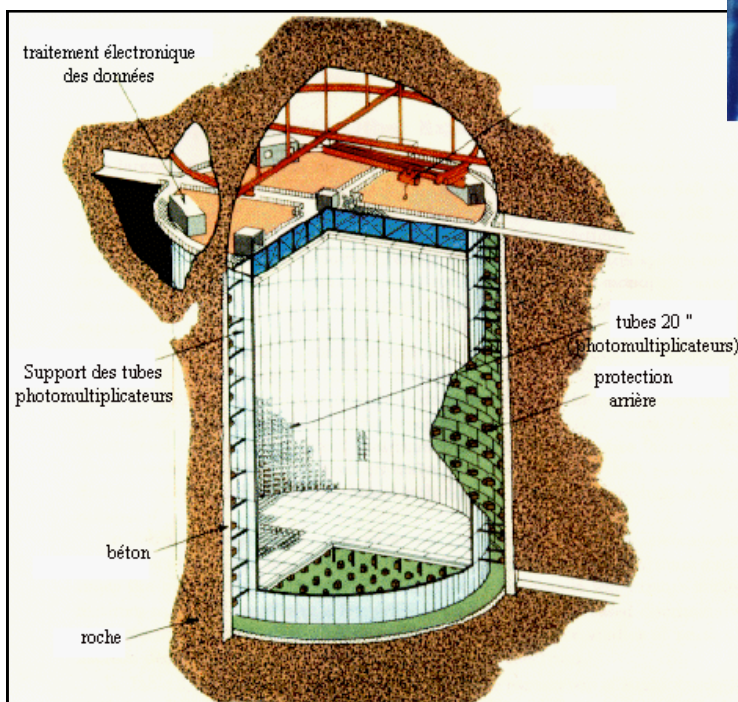 traitement électronique
des données
tubes 20 "
(photomultiplicateurs)
Support des tubes
photomultiplicateurs
protection
arrière
béton
roche